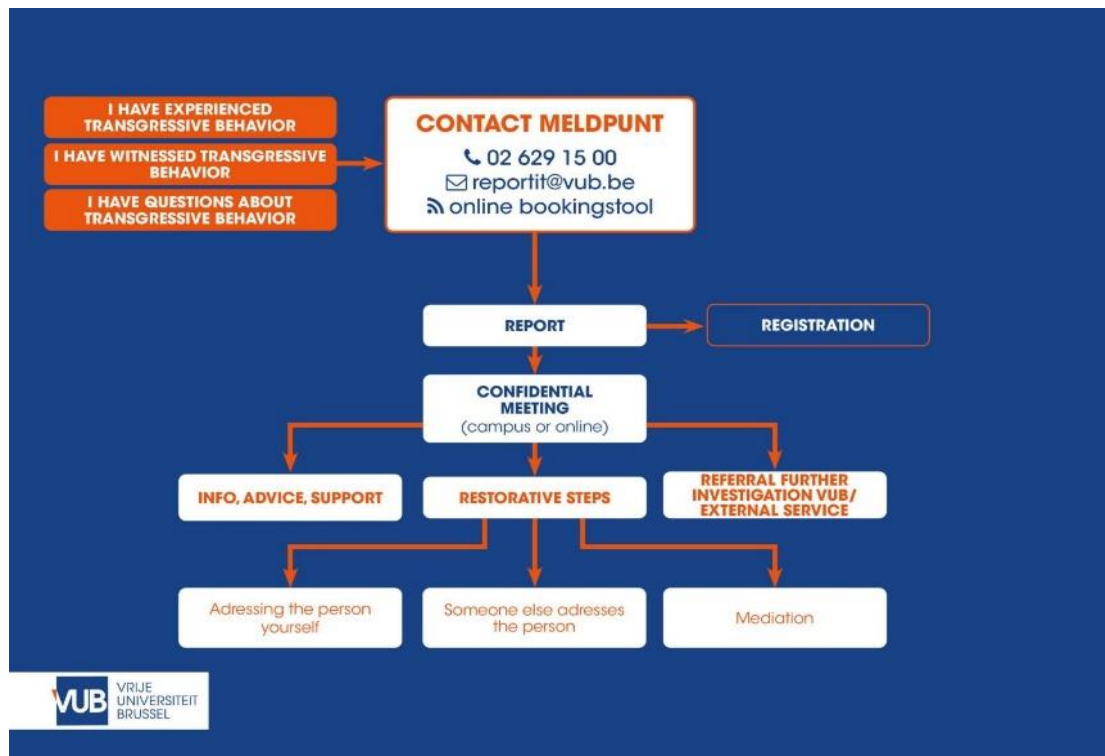 I HAVE EXPERIENCED
TRANSGRESSIVE BEHAVIOR
I HAVE WITNESSED TRANSGRESSIVE
BEHAVIOR
I HAVE QUESTIONS ABOUT
TRANSGRESSIVE BEHAVIOR
CONTACT MELDPUNT
02 629 15 00
reportit@vub.be
online bookingstool
REPORT
REGISTRATION
CONFIDENTIAL
MEETING
(campus or online)
INFO, ADVICE, SUPPORT
RESTORATIVE STEPS
REFERRAL FURTHER
INVESTIGATION VUB/
EXTERNAL SERVICE
Adressing the person
yourself
Someone else adresses
the person
Mediation
VUB
VRIJE
UNIVERSITEIT
BRUSSEL